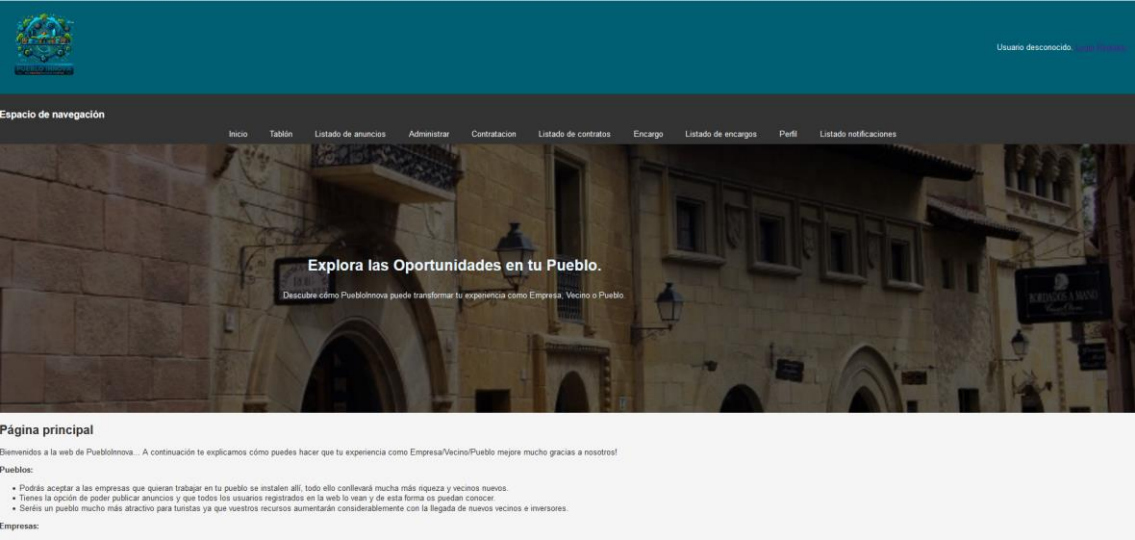 PUEBLOINNOVA
Usuario desconocido.
Espacio de navegación
Inicio Tablón Listado de anuncios Administrar Contratacion Listado de contratos Encargo Listado de encargos Perfil Listado notificaciones
Explora las Oportunidades en tu Pueblo.
Descubre cómo PuebloInnova puede transformar tu experiencia como Empresa, Vecino o Pueblo.
BORDADOS A MANO
Página principal
Bienvenidos a la web de PuebloInnova... A continuación te explicamos cómo puedes hacer que tu experiencia como Empresa/Vecino/Pueblo mejore mucho gracias a nosotros!
Pueblos:
• Podrás aceptar a las empresas que quieran trabajar en tu pueblo se instalen allí, todo ello conllevará mucha más riqueza y vecinos nuevos.
• Tienes la opción de poder publicar anuncios y que todos los usuarios registrados en la web lo vean y de esta forma os puedan conocer.
• Seréis un pueblo mucho más atractivo para turistas ya que vuestros recursos aumentarán considerablemente con la llegada de nuevos vecinos e inversores.
Empresas: